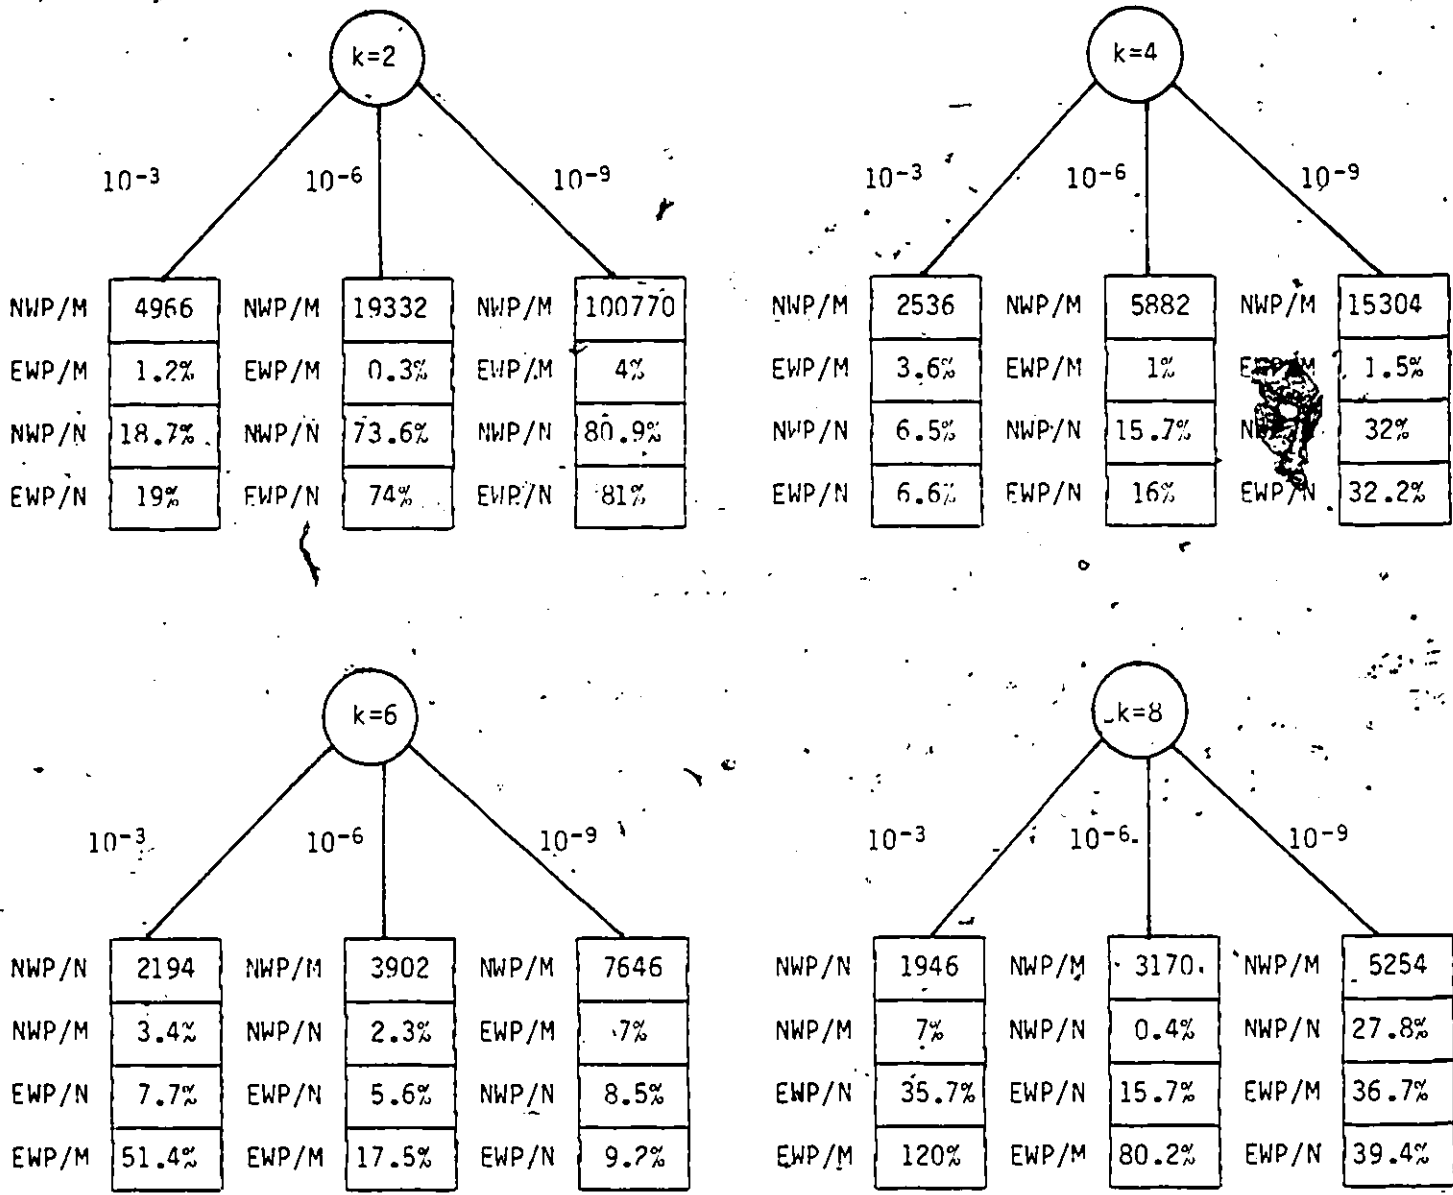 k=2
k=4
10-3 10-6 10-9
10-3 10-6 10-9
NWP/M 4966 NWP/M 19332 NWP/M 100770
EWP/M 1.2% EWP/M 0.3% EWP/M 4%
NWP/N 18.7% NWP/N 73.6% NWP/N 80.9%
EWP/N 19% EWP/N 74% EWP/N 81%
NWP/M 2536 NWP/M 5882 NWP/M 15304
EWP/M 3.6% EWP/M 1% 1.5%
NWP/N 6.5% NWP/N 15.7% 32%
EWP/N 6.6% EWP/N 16% EWP/N 32.2%
k=6
k=8
10-3 10-6 10-9
10-3 10-6 10-9
NWP/N 2194 NWP/M 3902 NWP/M 7646
NWP/M 3.4% NWP/N 2.3% EWP/M 7%
EWP/N 7.7% EWP/N 5.6% NWP/N 8.5%
EWP/M 51.4% EWP/M 17.5% EWP/N 9.2%
NWP/N 1946 NWP/M 3170 NWP/M 5254
NWP/M 7% NWP/N 0.4% NWP/N 27.8%
EWP/N 35.7% EWP/N 15.7% EWP/M 36.7%
EWP/M 120% EWP/M 80.2% EWP/N 39.4%